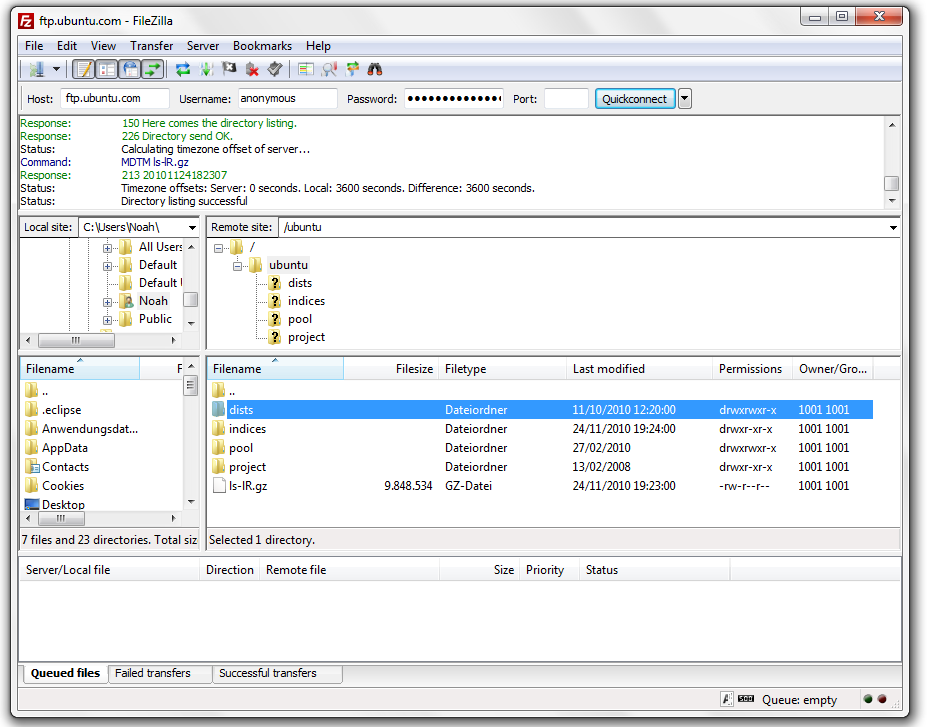 ftp.ubuntu.com - FileZilla
File Edit View Transfer Server Bookmarks Help
Host: ftp.ubuntu.com Username: anonymous Password: ●●●●●●●●●●●●●● Port: Quickconnect
Response: 150 Here comes the directory listing.
Response: 226 Directory send OK.
Status: Calculating timezone offset of server...
Command: MDTM ls-lR.gz
Response: 213 20101124182307
Status: Timezone offsets: Server: 0 seconds. Local: 3600 seconds. Difference: 3600 seconds.
Status: Directory listing successful
Local site: C:\Users\Noah\
All Users
Default
Default
Noah
Public
Remote site: /ubuntu
/
ubuntu
? dists
? indices
? pool
? project
Filename F
..
.eclipse
Anwendungsdat...
AppData
Contacts
Cookies
Desktop
7 files and 23 directories. Total siz
Filename Filesize Filetype Last modified Permissions Owner/Gro...
..
dists Dateiordner 11/10/2010 12:20:00 drwxrwxr-x 1001 1001
indices Dateiordner 24/11/2010 19:24:00 drwxr-xr-x 1001 1001
pool Dateiordner 27/02/2010 drwxrwxr-x 1001 1001
project Dateiordner 13/02/2008 drwxr-xr-x 1001 1001
ls-lR.gz 9.848.534 GZ-Datei 24/11/2010 19:23:00 -rw-r--r-- 1001 1001
Selected 1 directory.
Server/Local file Direction Remote file Size Priority Status
Queued files Failed transfers Successful transfers
Queue: empty